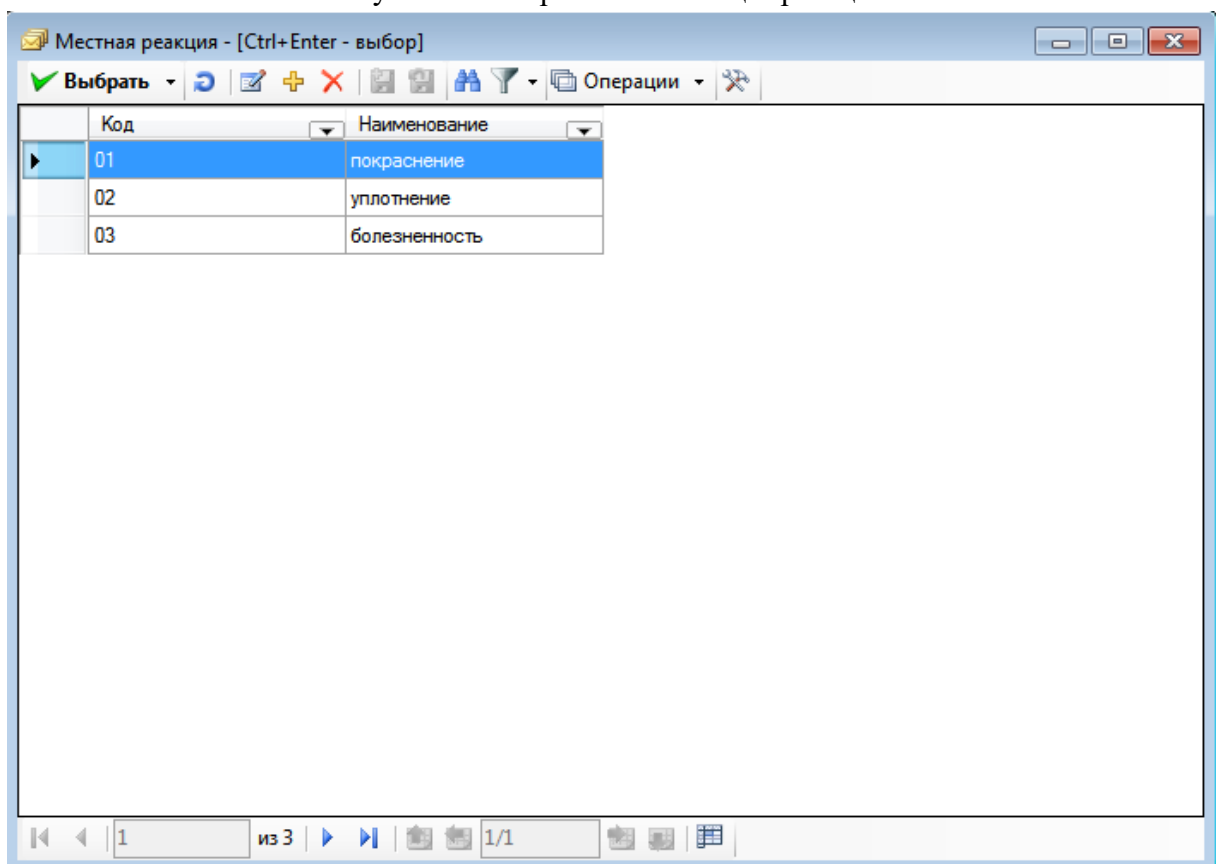 Местная реакция - [Ctrl+Enter - выбор]
Выбрать Операции
Код Наименование
01 покраснение
02 уплотнение
03 болезненность
1 из 3 1/1